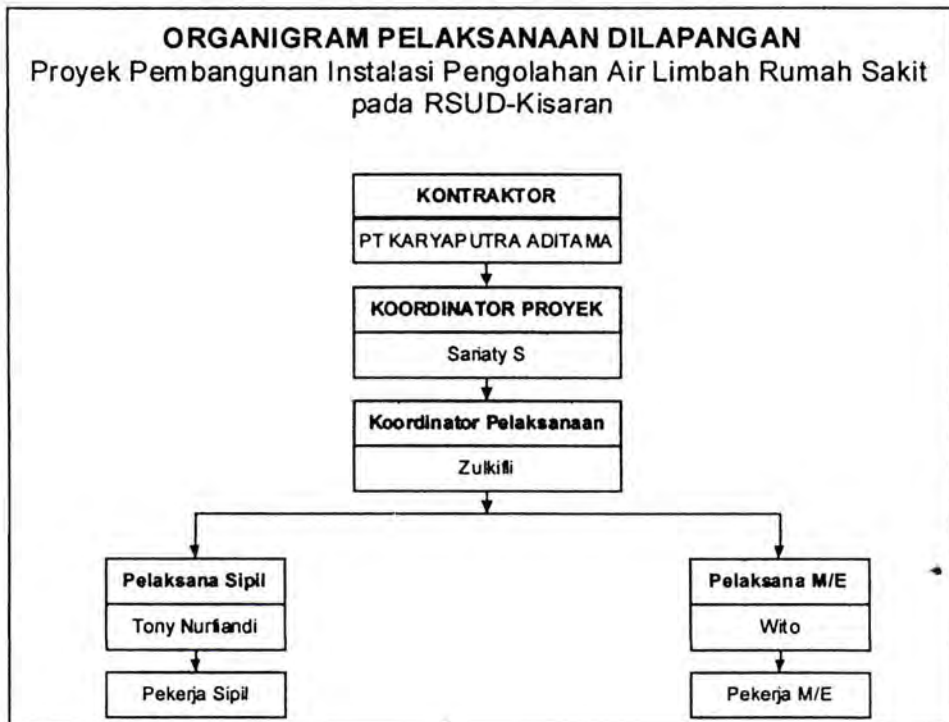 ORGANIGRAM PELAKSANAAN DILAPANGAN
Proyek Pembangunan Instalasi Pengolahan Air Limbah Rumah Sakit
pada RSUD-Kisaran
KONTRAKTOR
PT KARYAPUTRA ADITAMA
KOORDINATOR PROYEK
Sariaty S
Koordinator Pelaksanaan
Zulkifli
Pelaksana Sipil
Tony Nurfiandi
Pekerja Sipil
Pelaksana M/E
Wito
Pekerja M/E